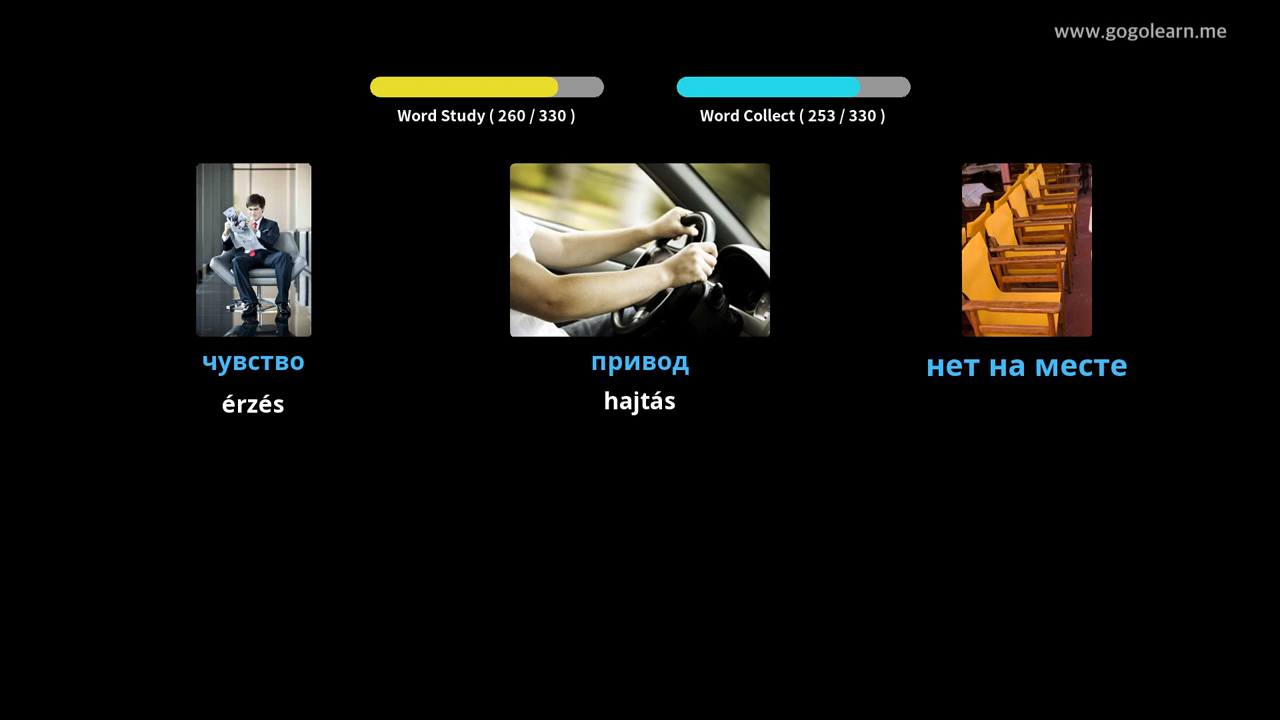 www.gogolearn.me
Word Study ( 260 / 330 )
Word Collect ( 253 / 330 )
чувство
érzés
привод
hajtás
нет на месте